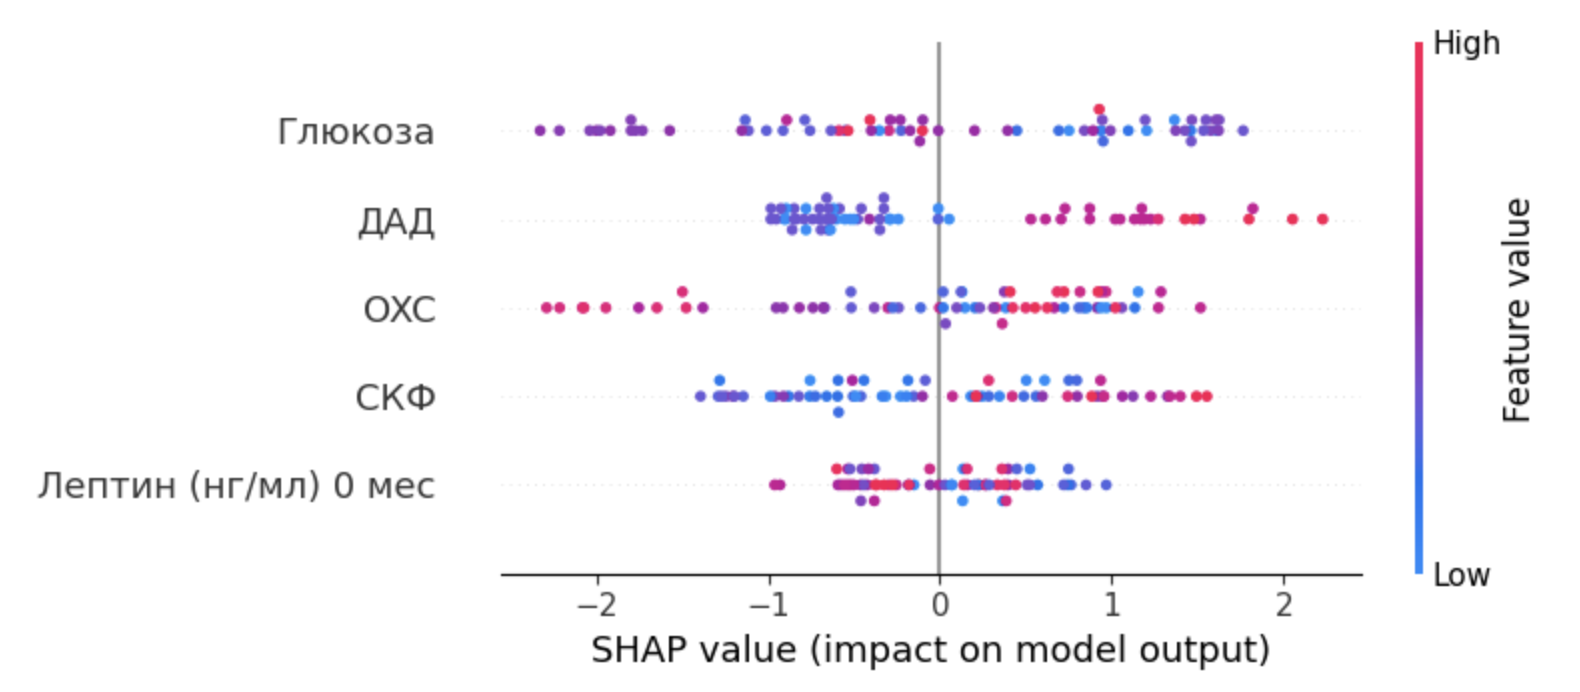 High
Глюкоза
ДАД
ОХС
СКФ
Лептин (нг/мл) 0 мес
Feature value
Low
−2 −1 0 1 2
SHAP value (impact on model output)